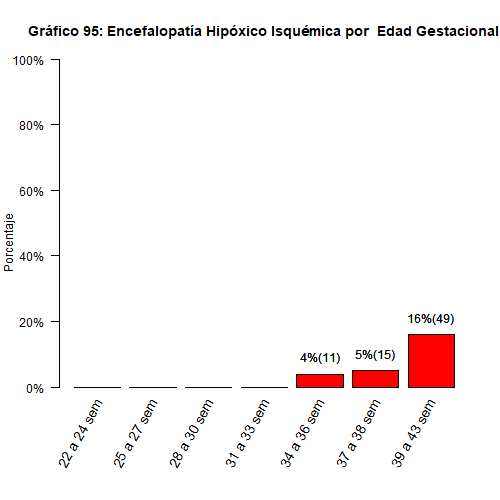 Gráfico 95: Encefalopatía Hipóxico Isquémica por  Edad Gestacional
100%
80%
60%
40%
20%
0%
Porcentaje
4%(11)
5%(15)
16%(49)
22 a 24 sem
25 a 27 sem
28 a 30 sem
31 a 33 sem
34 a 36 sem
37 a 38 sem
39 a 43 sem